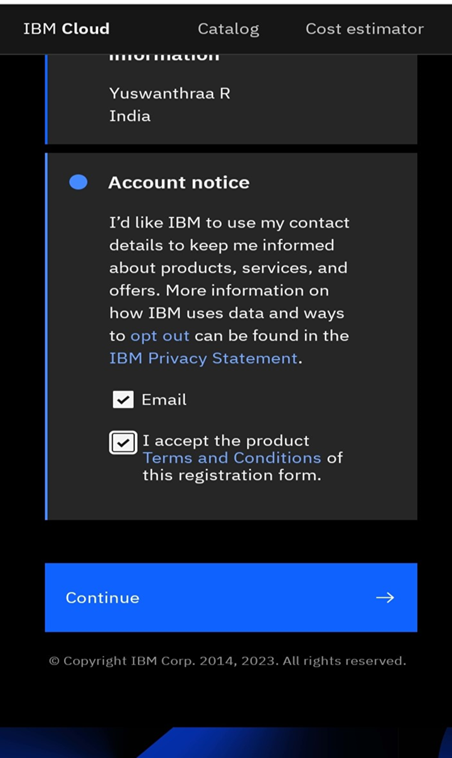 IBM Cloud
Catalog
Cost estimator
information
Yuswanthraa R
India
Account notice
I’d like IBM to use my contact
details to keep me informed
about products, services, and
offers. More information on
how IBM uses data and ways
to opt out can be found in the
IBM Privacy Statement.
Email
I accept the product
Terms and Conditions of
this registration form.
Continue
© Copyright IBM Corp. 2014, 2023. All rights reserved.